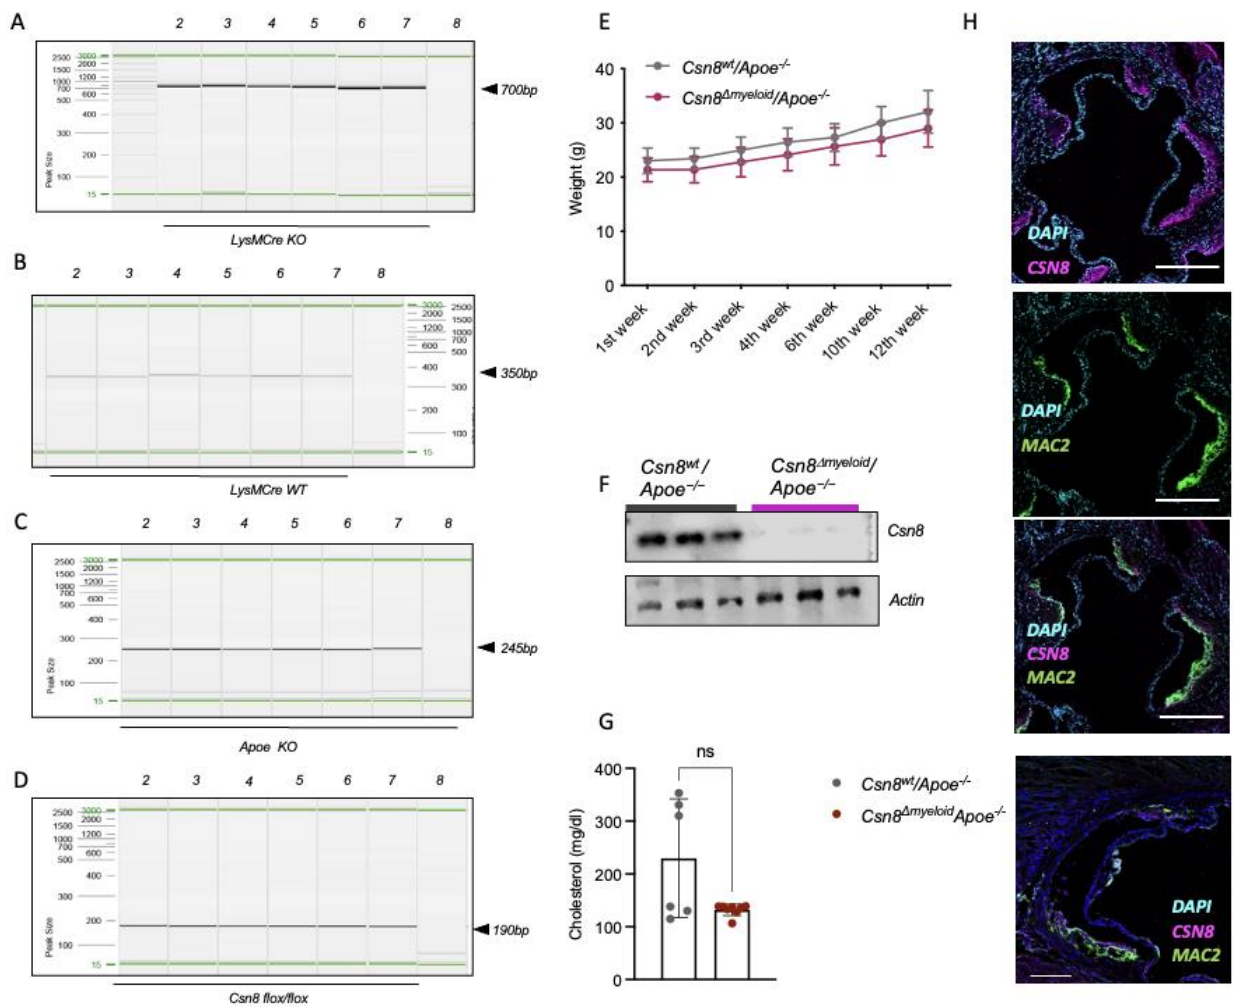 A
2 3 4 5 6 7 8
3000
2500
2000
1500
1200
1000
700
600
500
400
300
200
100
15
Peak Size
700bp
LysMCre KO
B
2 3 4 5 6 7 8
3000
2500
2000
1500
1200
1000
700
600
500
400
300
200
100
15
350bp
LysMCre WT
C
2 3 4 5 6 7 8
3000
2500
2000
1500
1200
1000
700
600
500
400
300
200
100
15
Peak Size
245bp
Apoe KO
D
2 3 4 5 6 7 8
3000
2500
2000
1500
1200
1000
700
600
500
400
300
200
100
15
Peak Size
190bp
Csn8 flox/flox
E
Csn8wt/Apoe-/-
Csn8Δmyeloid/Apoe-/-
Weight (g)
40
30
20
10
0
1st week
2nd week
3rd week
4th week
6th week
10th week
12th week
F
Csn8wt/
Apoe–/–
Csn8Δmyeloid/
Apoe–/–
Csn8
Actin
G
ns
Cholesterol (mg/dl)
400
300
200
100
0
Csn8wt/Apoe-/-
Csn8ΔmyeloidApoe-/-
H
DAPI
CSN8
DAPI
MAC2
DAPI
CSN8
MAC2
DAPI
CSN8
MAC2